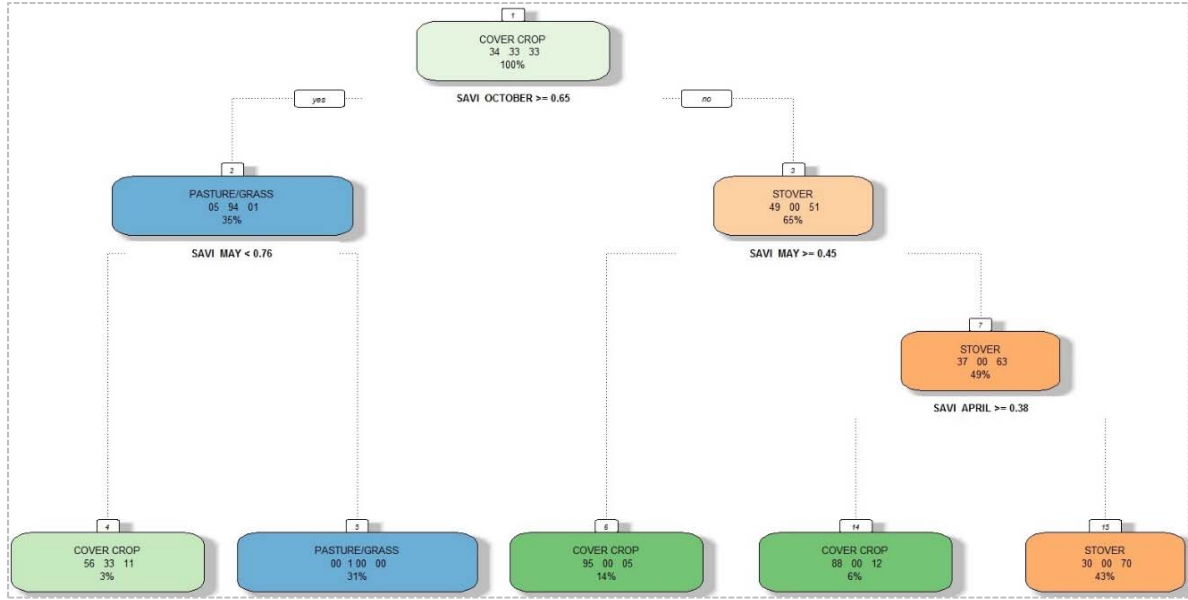 1
COVER CROP
34 33 33
100%
yes
SAVI OCTOBER >= 0.65
no
2
PASTURE/GRASS
05 94 01
35%
SAVI MAY < 0.76
3
STOVER
49 00 51
65%
SAVI MAY >= 0.45
7
STOVER
37 00 63
49%
SAVI APRIL >= 0.38
4
COVER CROP
56 33 11
3%
5
PASTURE/GRASS
00 1 00 00
31%
6
COVER CROP
95 00 05
14%
14
COVER CROP
88 00 12
6%
15
STOVER
30 00 70
43%